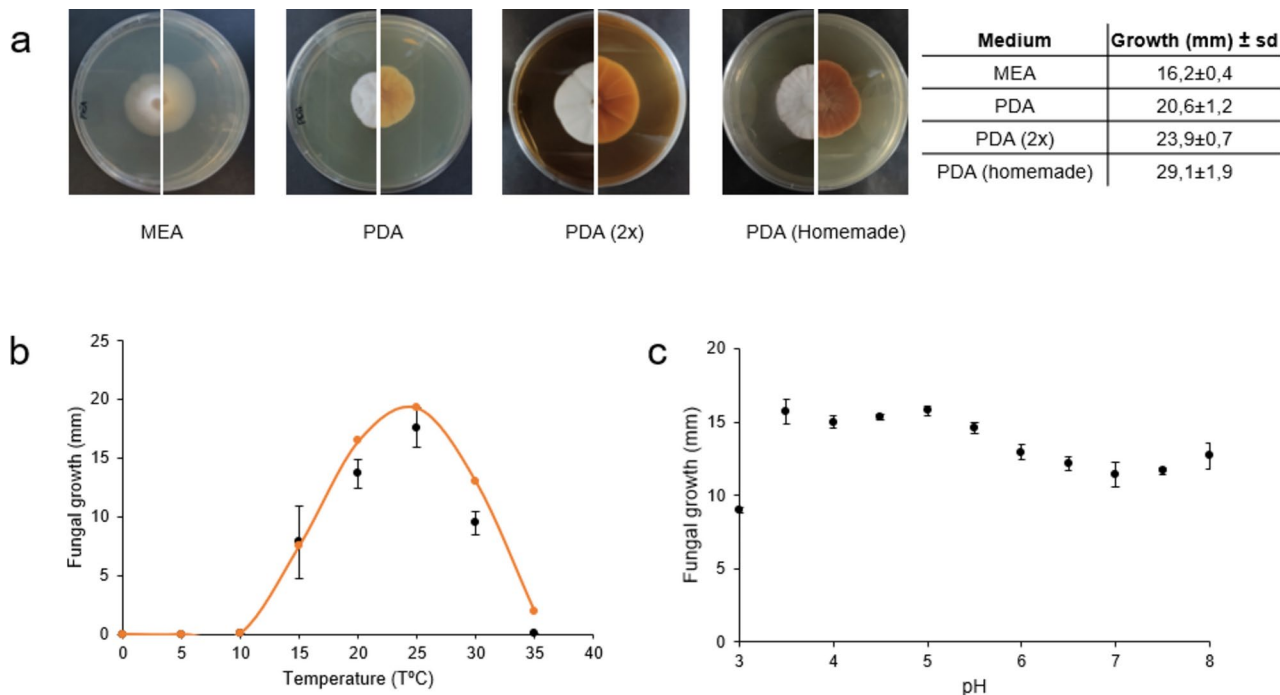 a
Medium Growth (mm) ± sd
MEA 16,2±0,4
PDA 20,6±1,2
PDA (2x) 23,9±0,7
PDA (homemade) 29,1±1,9
MEA PDA PDA (2x) PDA (Homemade)
b
Fungal growth (mm)
25
20
15
10
5
0
0 5 10 15 20 25 30 35 40
Temperature (TºC)
c
Fungal growth (mm)
20
15
10
5
0
3 4 5 6 7 8
pH